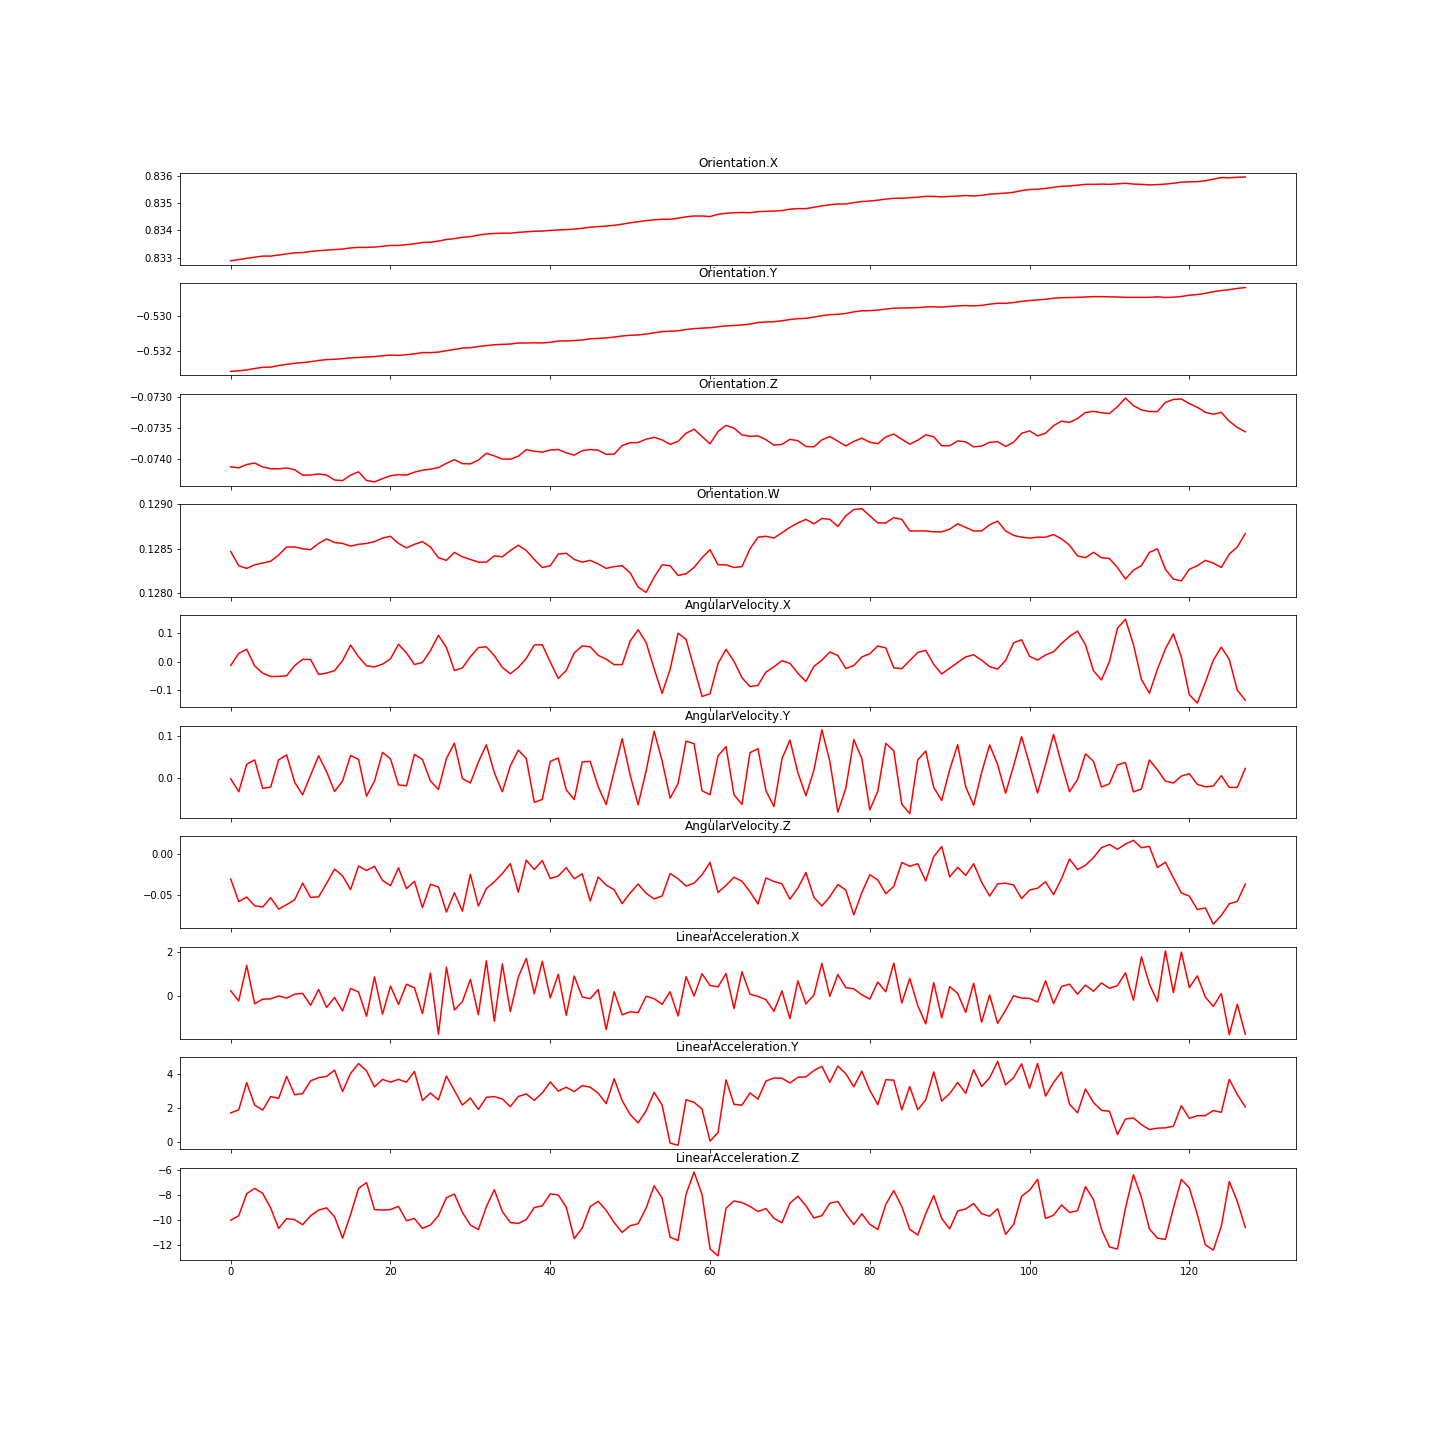 Orientation.X
0.836
0.835
0.834
0.833
Orientation.Y
−0.530
−0.532
Orientation.Z
−0.0730
−0.0735
−0.0740
Orientation.W
0.1290
0.1285
0.1280
AngularVelocity.X
0.1
0.0
−0.1
AngularVelocity.Y
0.1
0.0
AngularVelocity.Z
0.00
−0.05
LinearAcceleration.X
2
0
LinearAcceleration.Y
4
2
0
LinearAcceleration.Z
−6
−8
−10
−12
0 20 40 60 80 100 120